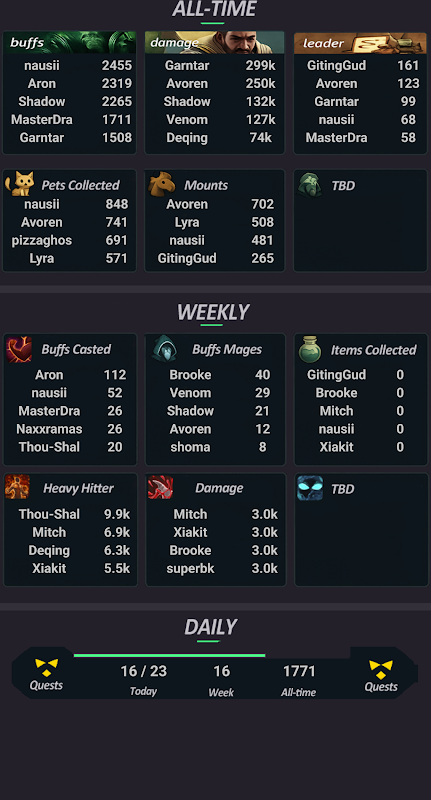 ALL-TIME
buffs
nausii 2455
Aron 2319
Shadow 2265
MasterDra 1711
Garntar 1508
damage
Garntar 299k
Avoren 250k
Shadow 132k
Venom 127k
Deqing 74k
leader
GitingGud 161
Avoren 123
Garntar 99
nausii 68
MasterDra 58
Pets Collected
nausii 848
Avoren 741
pizzaghos 691
Lyra 571
Mounts
Avoren 702
Lyra 508
nausii 481
GitingGud 265
TBD
WEEKLY
Buffs Casted
Aron 112
nausii 52
MasterDra 26
Naxxramas 26
Thou-Shal 20
Buffs Mages
Brooke 40
Venom 29
Shadow 21
Avoren 12
shoma 8
Items Collected
GitingGud 0
Brooke 0
Mitch 0
nausii 0
Xiakit 0
Heavy Hitter
Thou-Shal 9.9k
Mitch 6.9k
Deqing 6.3k
Xiakit 5.5k
Damage
Mitch 3.0k
Xiakit 3.0k
Brooke 3.0k
superbk 3.0k
TBD
DAILY
Quests
16 / 23
Today
16
Week
1771
All-time
Quests